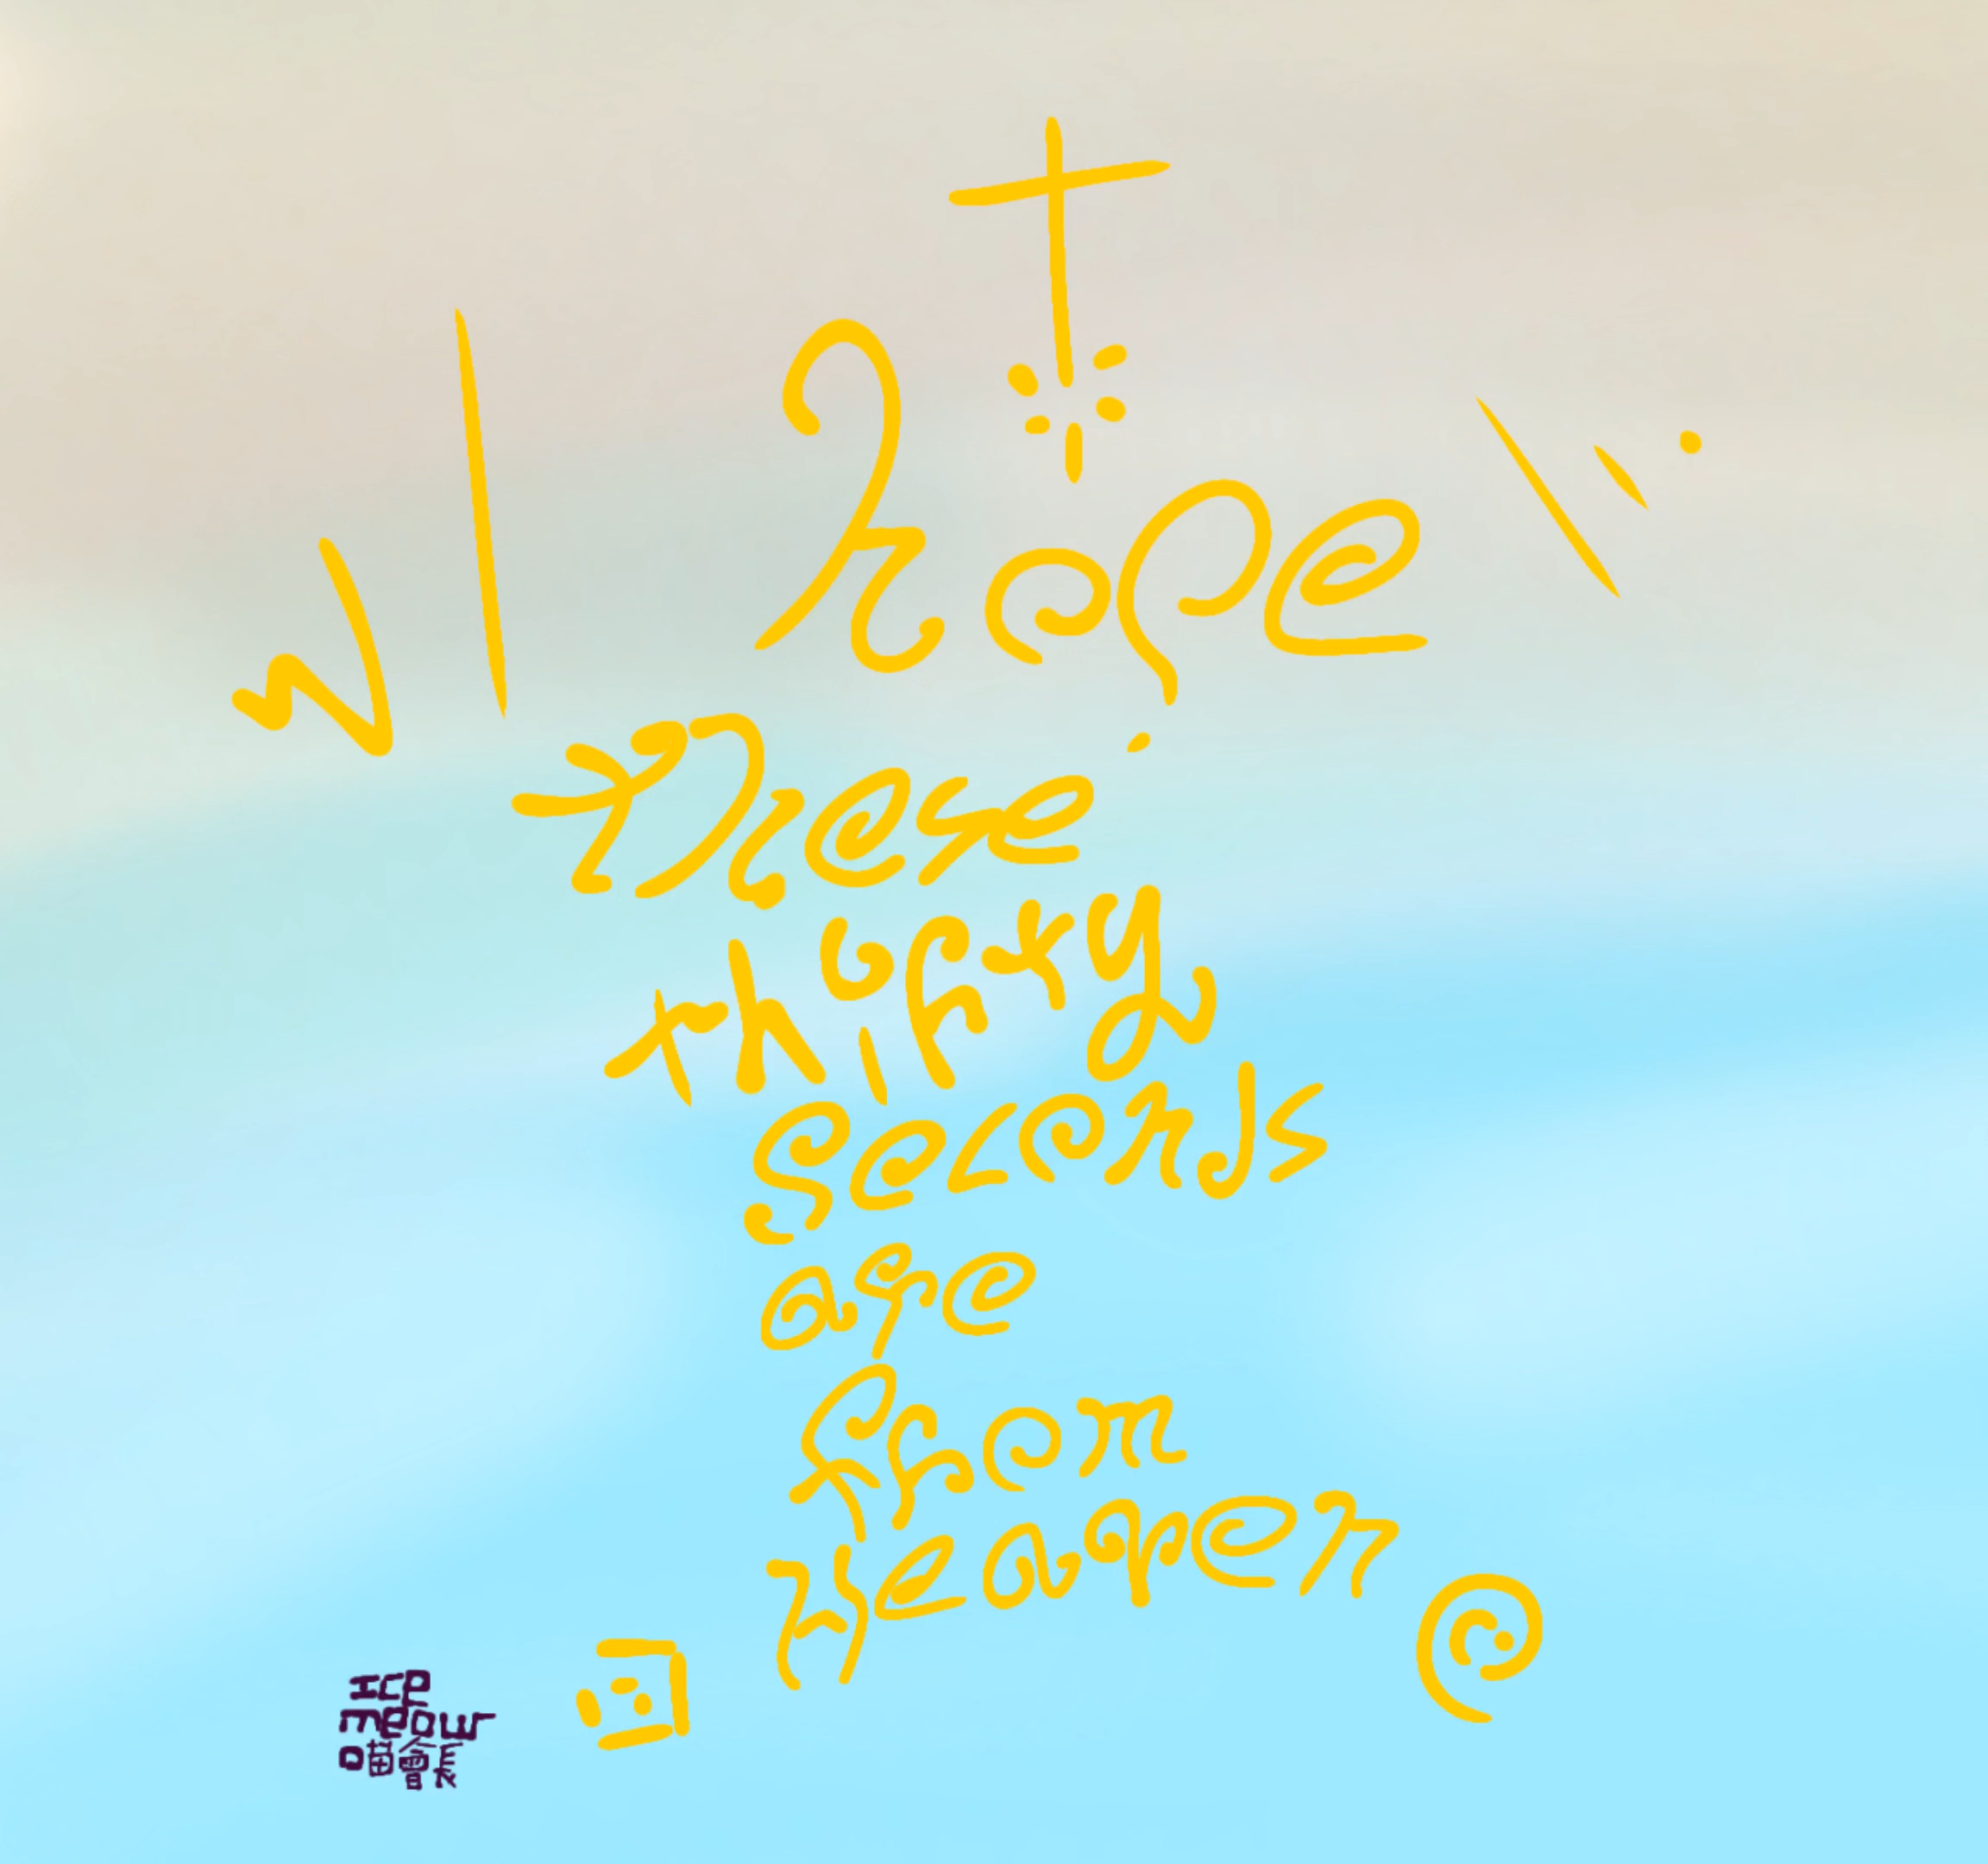 hope
these
thirty
seconds
are
from
heaven
ICP
meow
喵會長